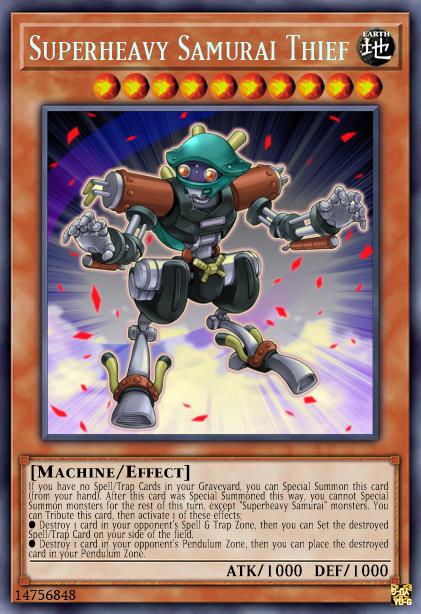 SUPERHEAVY SAMURAI THIEF
EARTH
地
[MACHINE/EFFECT]
If you have no Spell/Trap Cards in your Graveyard, you can Special Summon this card
(from your hand). After this card was Special Summoned this way, you cannot Special
Summon monsters for the rest of this turn, except "Superheavy Samurai" monsters. You
can Tribute this card, then activate 1 of these effects;
● Destroy 1 card in your opponent's Spell & Trap Zone, then you can Set the destroyed
Spell/Trap Card on your side of the field.
● Destroy 1 card in your opponent's Pendulum Zone, then you can place the destroyed
card in your Pendulum Zone.
ATK/1000 DEF/1000
14756848